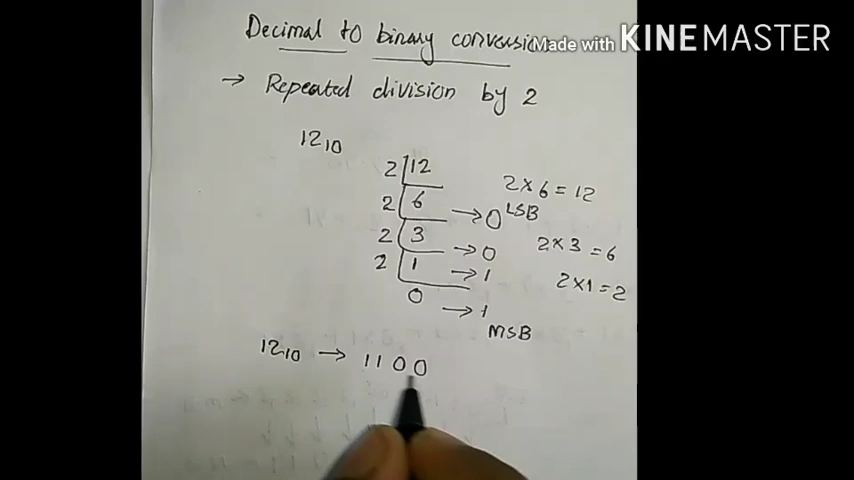 Decimal to binary conversi
Made with KINEMASTER
→ Repeated division by 2
12₁₀
2 12
2 6 → 0 LSB
2 3 → 0
2 1 → 1
0 → 1
MSB
2 × 6 = 12
2 × 3 = 6
2 × 1 = 2
12₁₀ → 1100